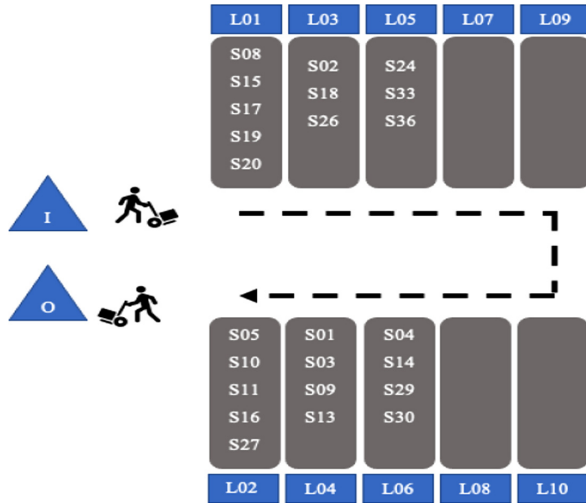 L01 L03 L05 L07 L09
S08
S15
S17
S19
S20
S02
S18
S26
S24
S33
S36
I
O
S05
S10
S11
S16
S27
S01
S03
S09
S13
S04
S14
S29
S30
L02 L04 L06 L08 L10